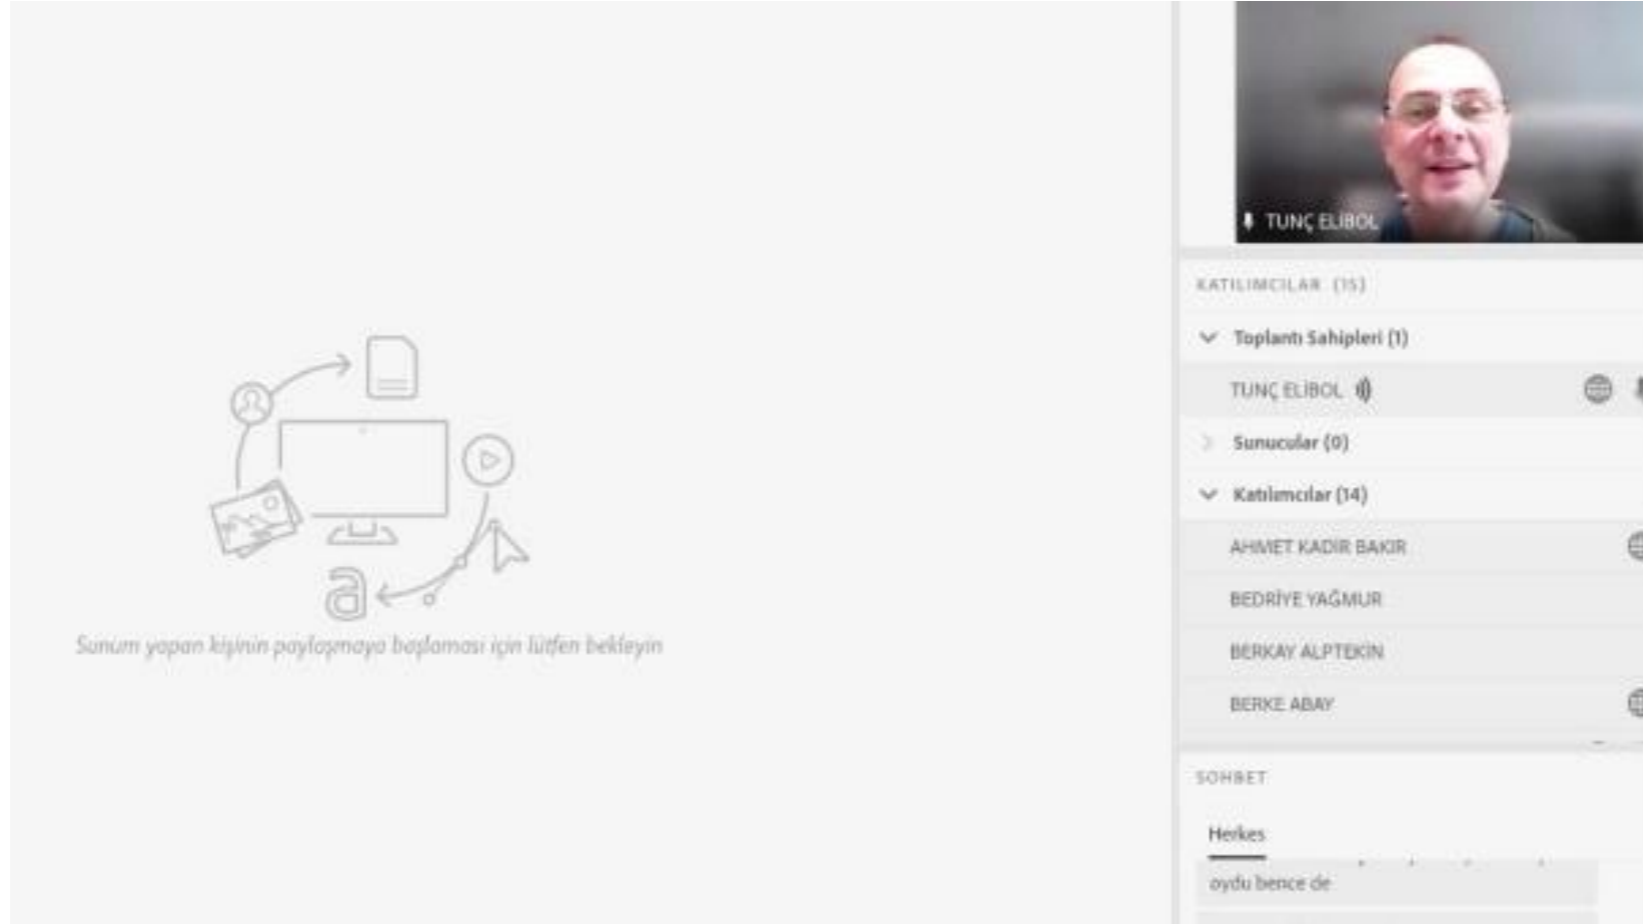 Sunum yapan kişinin paylaşmaya başlaması için lütfen bekleyin
TUNÇ ELİBOL
KATILIMCILAR (15)
Toplantı Sahipleri (1)
TUNÇ ELİBOL
Sunucular (0)
Katılımcılar (14)
AHMET KADİR BAKIR
BEDRİYE YAĞMUR
BERKAY ALPTEKİN
BERKE ABAY
SOHBET
Herkes
oydu bence de